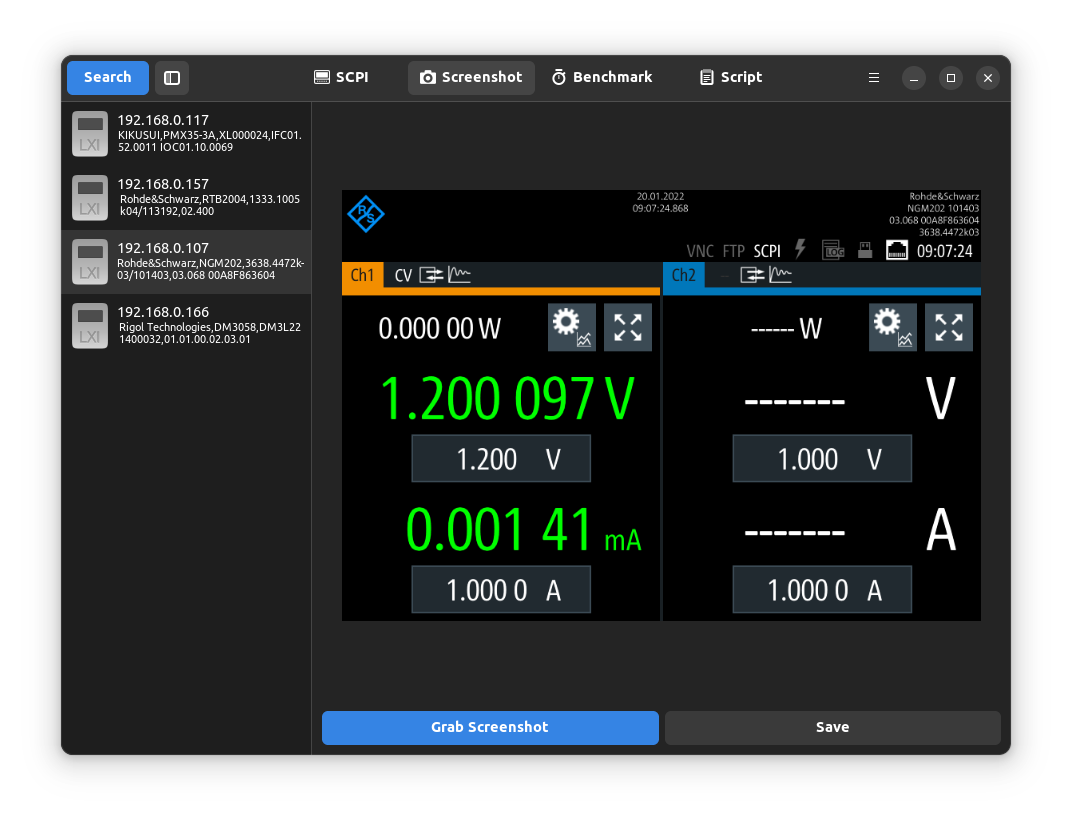 Search
SCPI
Screenshot
Benchmark
Script
LXI
192.168.0.117
KIKUSUI,PMX35-3A,XL000024,IFC01.
52.0011 IOC01.10.0069
LXI
192.168.0.157
Rohde&Schwarz,RTB2004,1333.1005
k04/113192,02.400
LXI
192.168.0.107
Rohde&Schwarz,NGM202,3638.4472k-
03/101403,03.068 00A8F863604
LXI
192.168.0.166
Rigol Technologies,DM3058,DM3L22
1400032,01.01.00.02.03.01
R S
20.01.2022
09:07:24.868
Rohde&Schwarz
NGM202 101403
03.068 00A8F863604
3638.4472k03
VNC FTP SCPI LOG 09:07:24
Ch1 CV
0.000 00 W
1.200 097 V
1.200 V
0.001 41 mA
1.000 0 A
Ch2 --
------ W
------- V
1.000 V
------- A
1.000 0 A
Grab Screenshot
Save